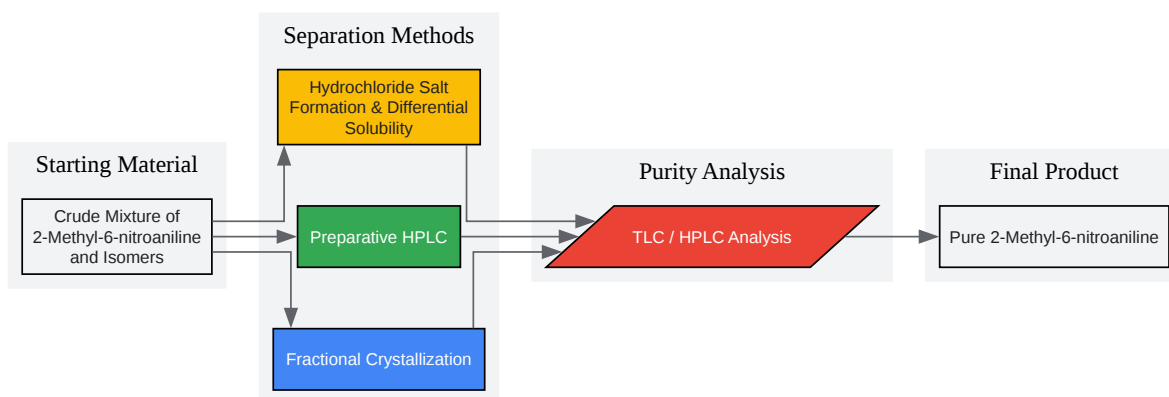 Starting Material
Crude Mixture of
2-Methyl-6-nitroaniline
and Isomers
Separation Methods
Hydrochloride Salt
Formation & Differential
Solubility
Preparative HPLC
Fractional Crystallization
Purity Analysis
TLC / HPLC Analysis
Final Product
Pure 2-Methyl-6-nitroaniline